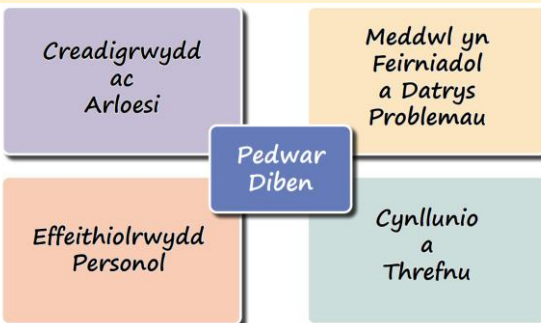 Creadigrwydd
ac
Arloesi
Meddwl yn
Feirniadol
a Datrys
Problemau
Pedwar
Diben
Effeithiolrwydd
Personol
Cynllunio
a
Threfnu